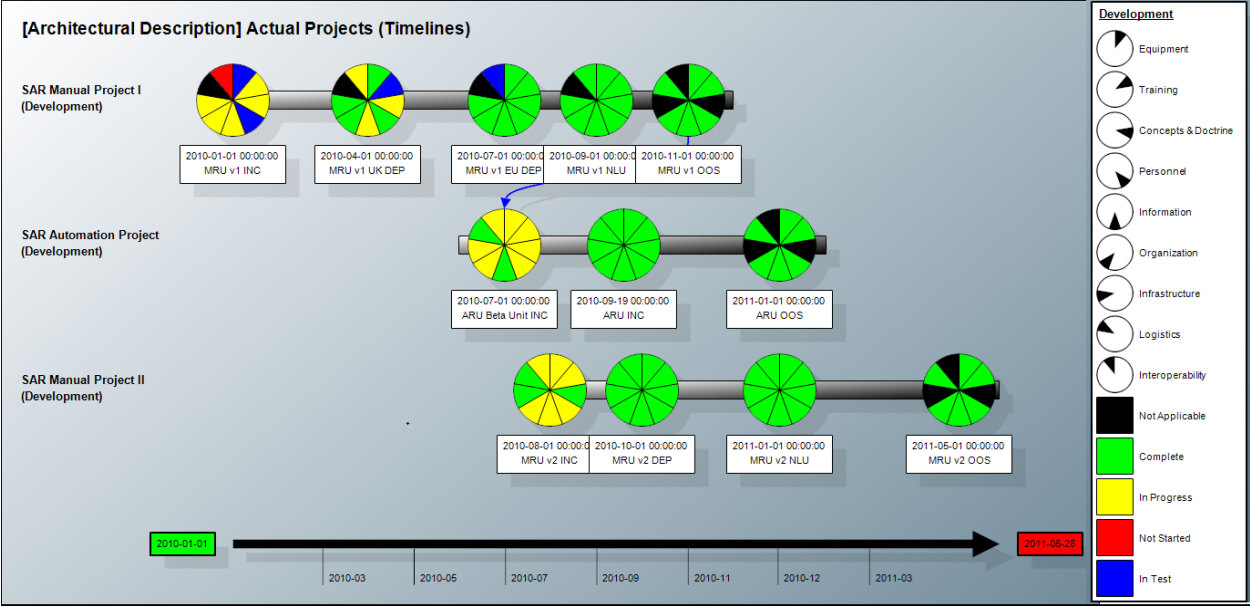 [Architectural Description] Actual Projects (Timelines)
SAR Manual Project I
(Development)
2010-01-01 00:00:00
MRU v1 INC
2010-04-01 00:00:00
MRU v1 UK DEP
2010-07-01 00:00:0
MRU v1 EU DEP
2010-09-01 00:00:00
MRU v1 NLU
2010-11-01 00:00:00
MRU v1 OOS
SAR Automation Project
(Development)
2010-07-01 00:00:00
ARU Beta Unit INC
2010-09-19 00:00:00
ARU INC
2011-01-01 00:00:00
ARU OOS
SAR Manual Project II
(Development)
2010-08-01 00:00:0
MRU v2 INC
2010-10-01 00:00:00
MRU v2 DEP
2011-01-01 00:00:00
MRU v2 NLU
2011-05-01 00:00:00
MRU v2 OOS
2010-01-01
2011-06-28
2010-03
2010-05
2010-07
2010-09
2010-11
2010-12
2011-03
Development
Equipment
Training
Concepts & Doctrine
Personnel
Information
Organization
Infrastructure
Logistics
Interoperability
Not Applicable
Complete
In Progress
Not Started
In Test